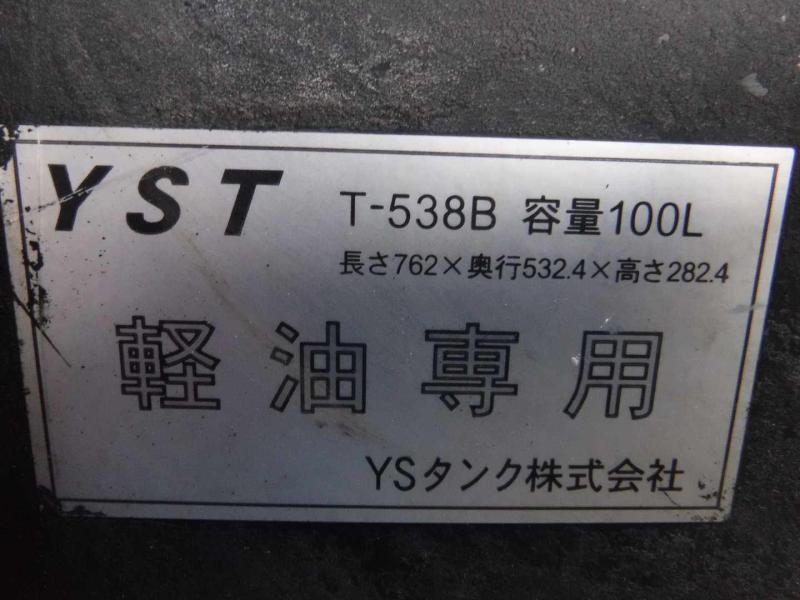 YST
T-538B 容量100L
長さ762×奥行532.4×高さ282.4
軽油専用
YSタンク株式会社